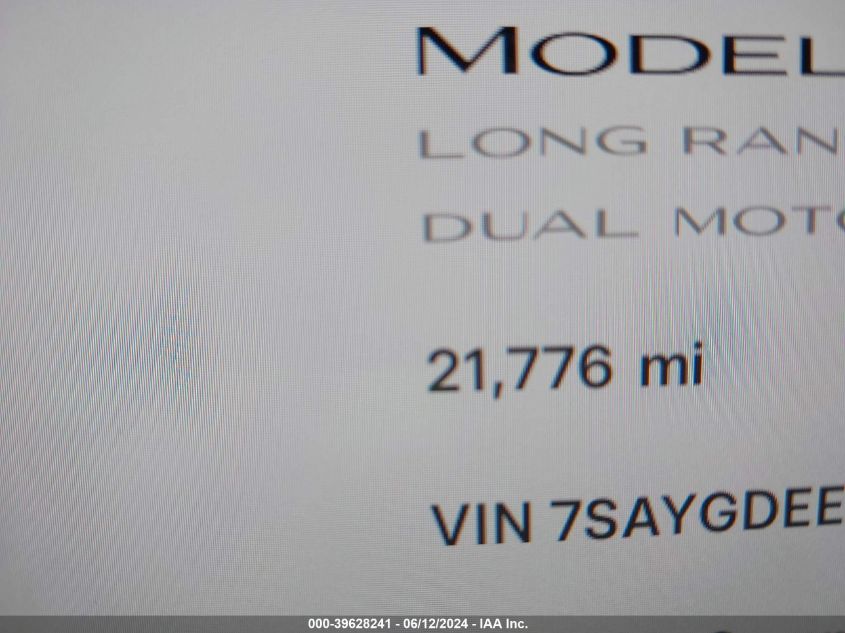 MODEL
LONG RAN
DUAL MOTO
21,776 mi
VIN 7SAYGDEE
000-39628241 - 06/12/2024 - IAA Inc.